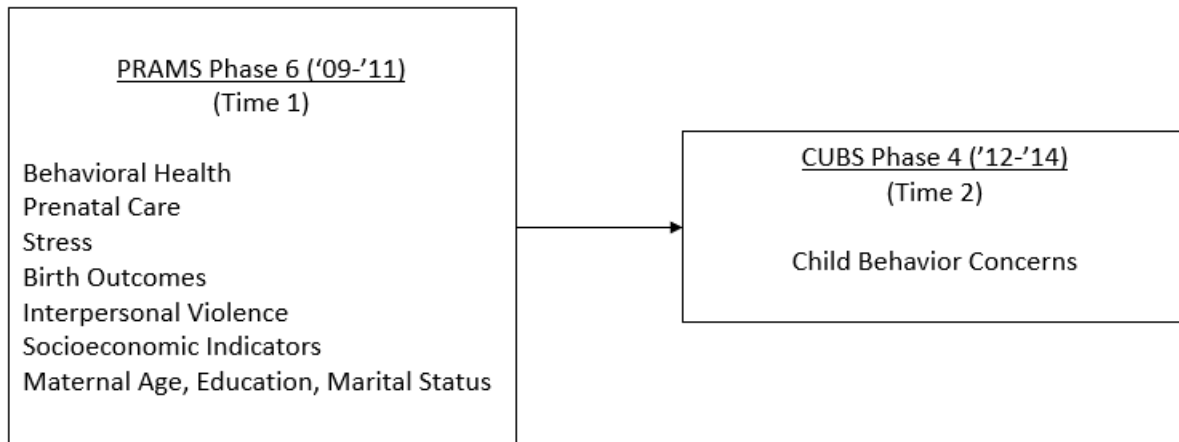 PRAMS Phase 6 (‘09-’11)
(Time 1)
Behavioral Health
Prenatal Care
Stress
Birth Outcomes
Interpersonal Violence
Socioeconomic Indicators
Maternal Age, Education, Marital Status
CUBS Phase 4 (’12-’14)
(Time 2)
Child Behavior Concerns